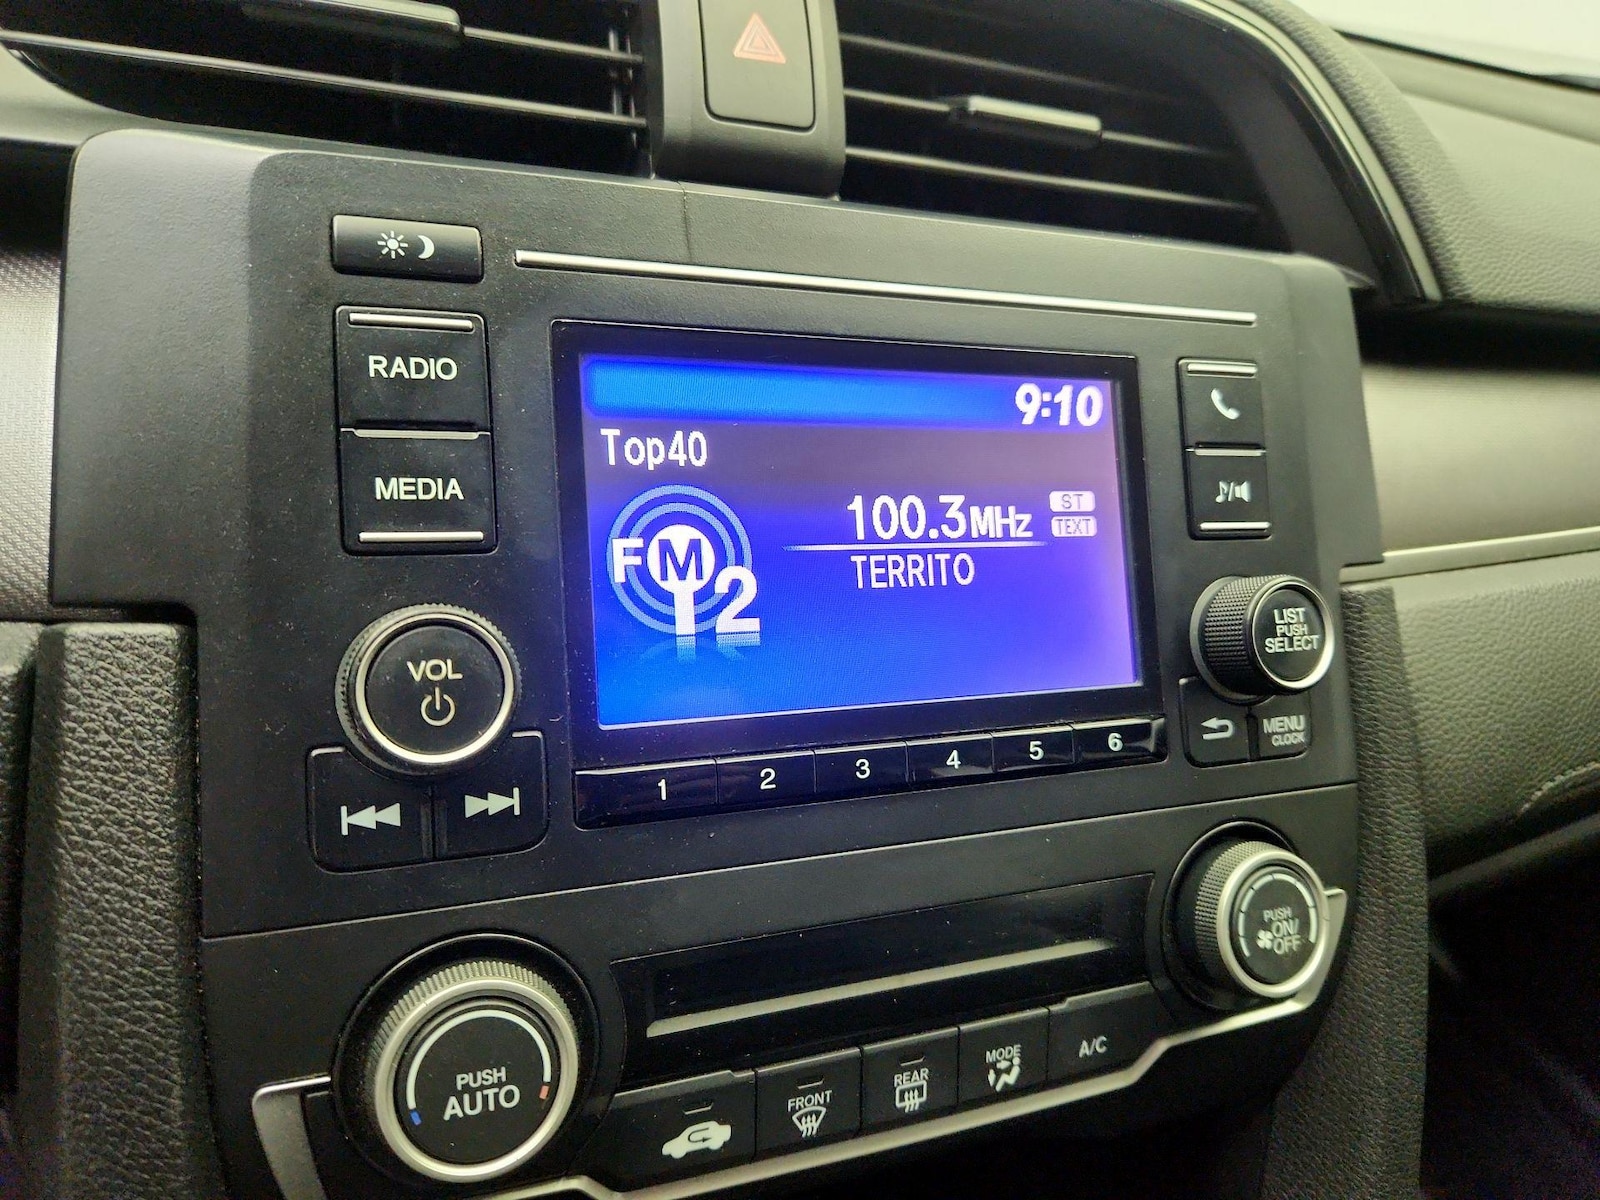 RADIO
MEDIA
9:10
Top40
FM 2
100.3MHz
ST
TEXT
TERRITO
VOL
LIST
PUSH
SELECT
MENU
CLOCK
1 2 3 4 5 6
PUSH
ON/
OFF
PUSH
AUTO
FRONT
REAR
MODE
A/C